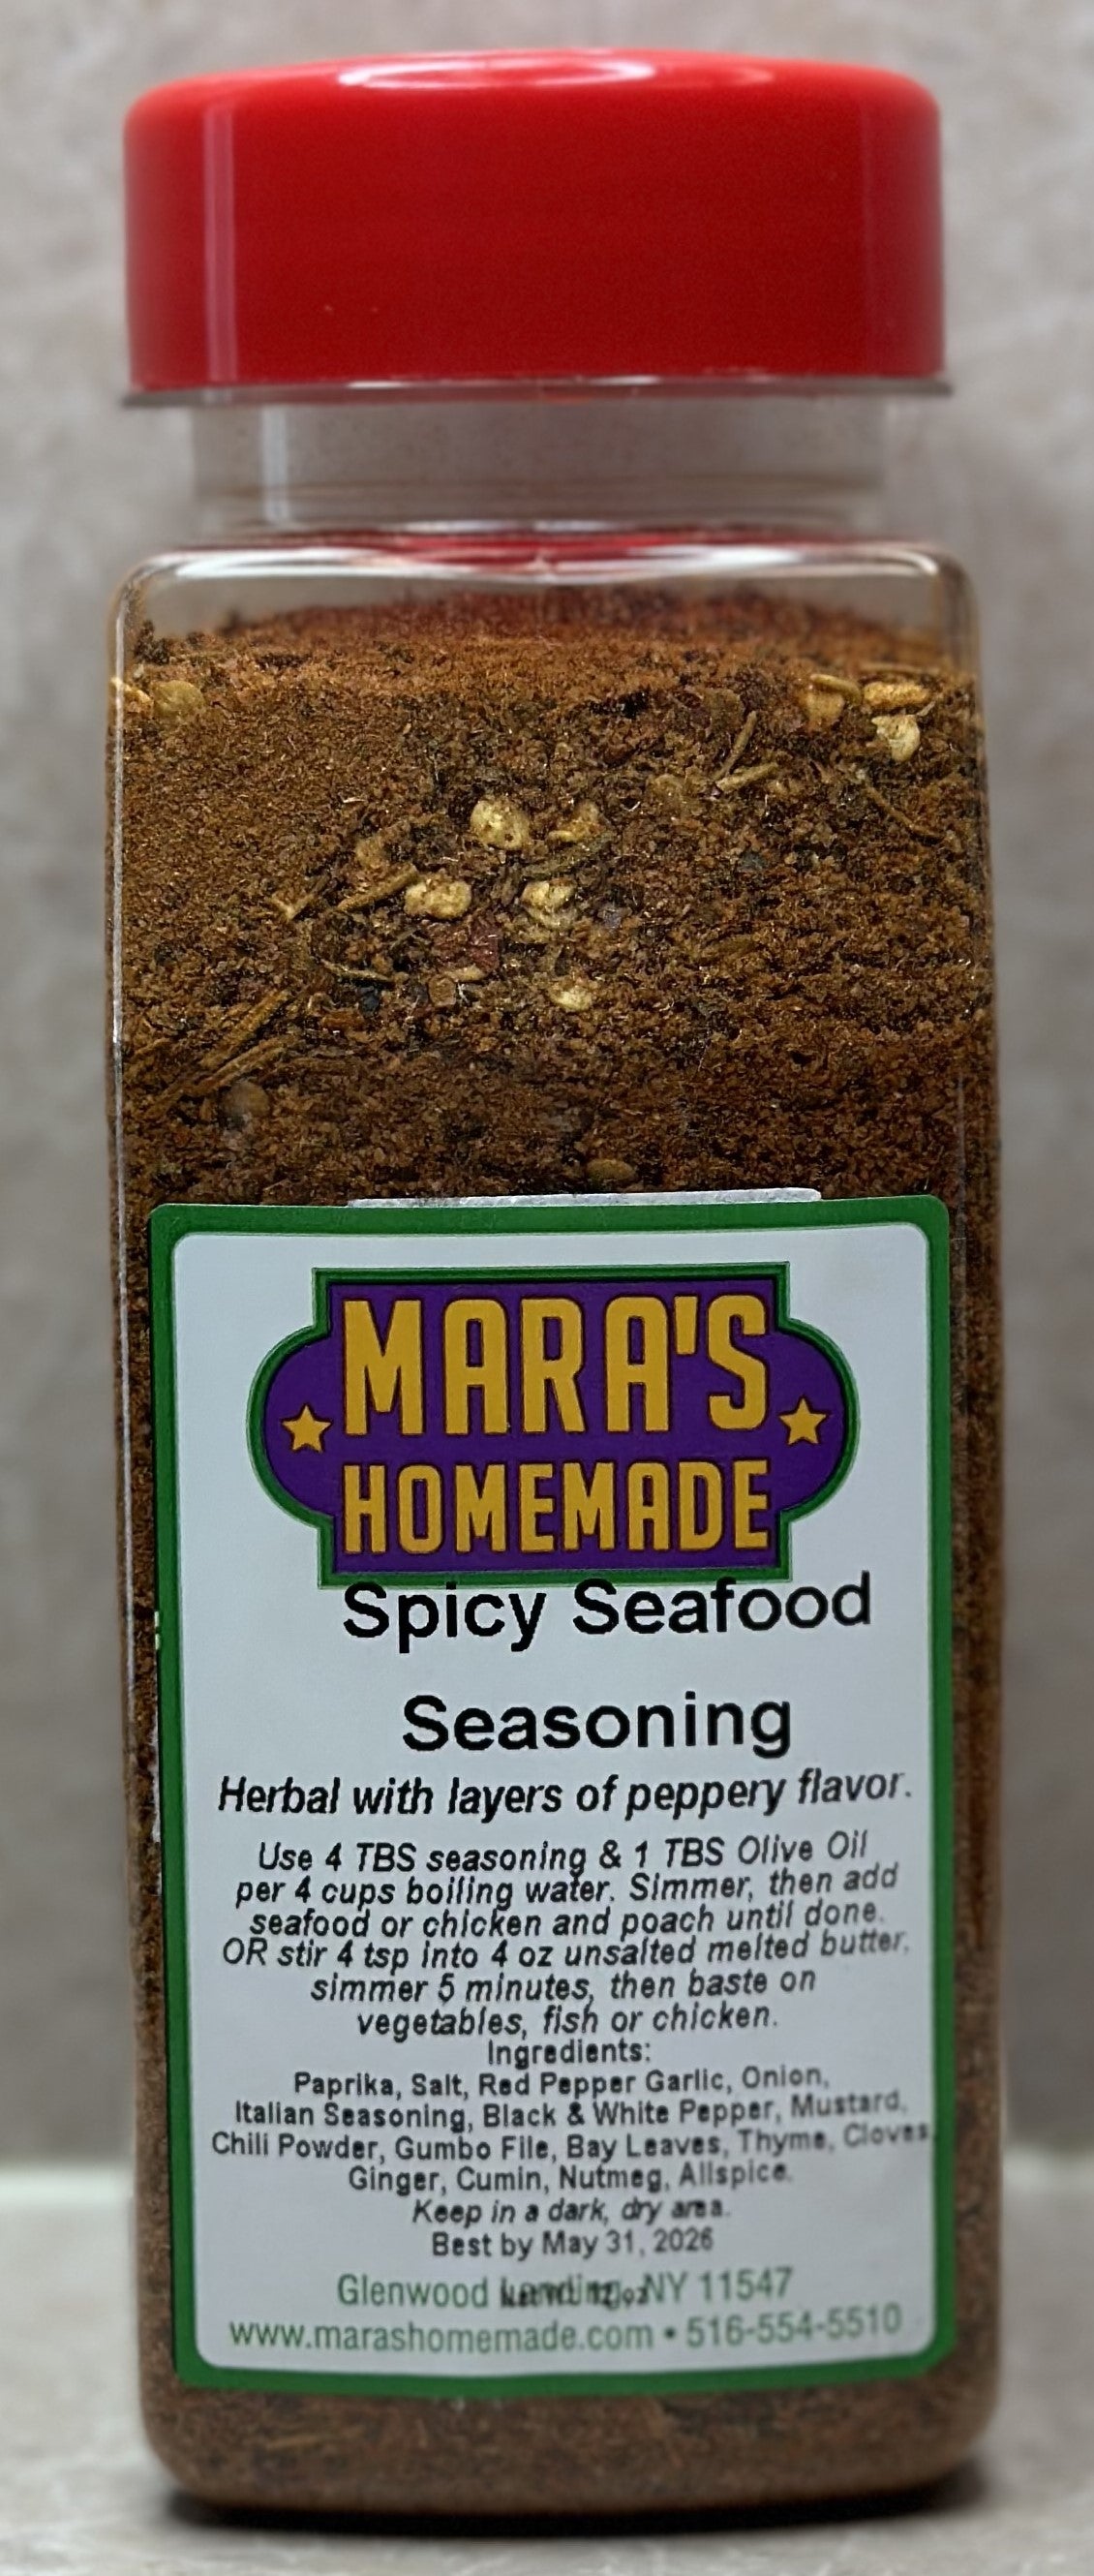 MARA'S
HOMEMADE
Spicy Seafood
Seasoning
Herbal with layers of peppery flavor.
Use 4 TBS seasoning & 1 TBS Olive Oil
per 4 cups boiling water. Simmer, then add
seafood or chicken and poach until done.
OR stir 4 tsp into 4 oz unsalted melted butter,
simmer 5 minutes, then baste on
vegetables, fish or chicken.
Ingredients:
Paprika, Salt, Red Pepper Garlic, Onion,
Italian Seasoning, Black & White Pepper, Mustard,
Chili Powder, Gumbo File, Bay Leaves, Thyme, Cloves,
Ginger, Cumin, Nutmeg, Allspice.
Keep in a dark, dry area.
Best by May 31, 2026
Glenwood Landing, NY 11547
www.marashomemade.com • 516-554-5510